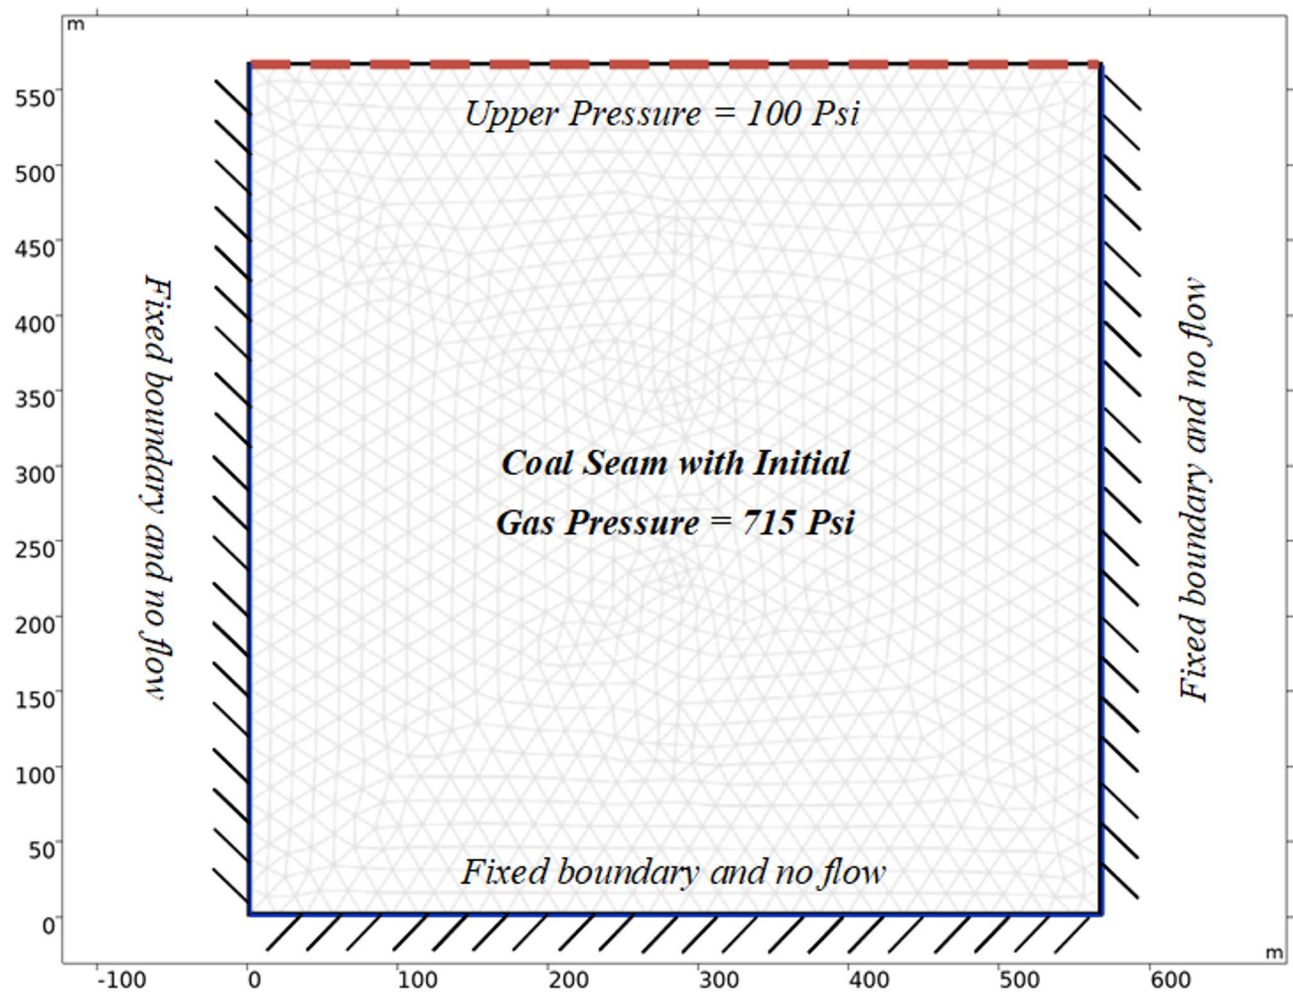 m
550
500
450
400
350
300
250
200
150
100
50
0
Upper Pressure = 100 Psi
Fixed boundary and no flow
Coal Seam with Initial
Gas Pressure = 715 Psi
Fixed boundary and no flow
Fixed boundary and no flow
m
-100
0
100
200
300
400
500
600